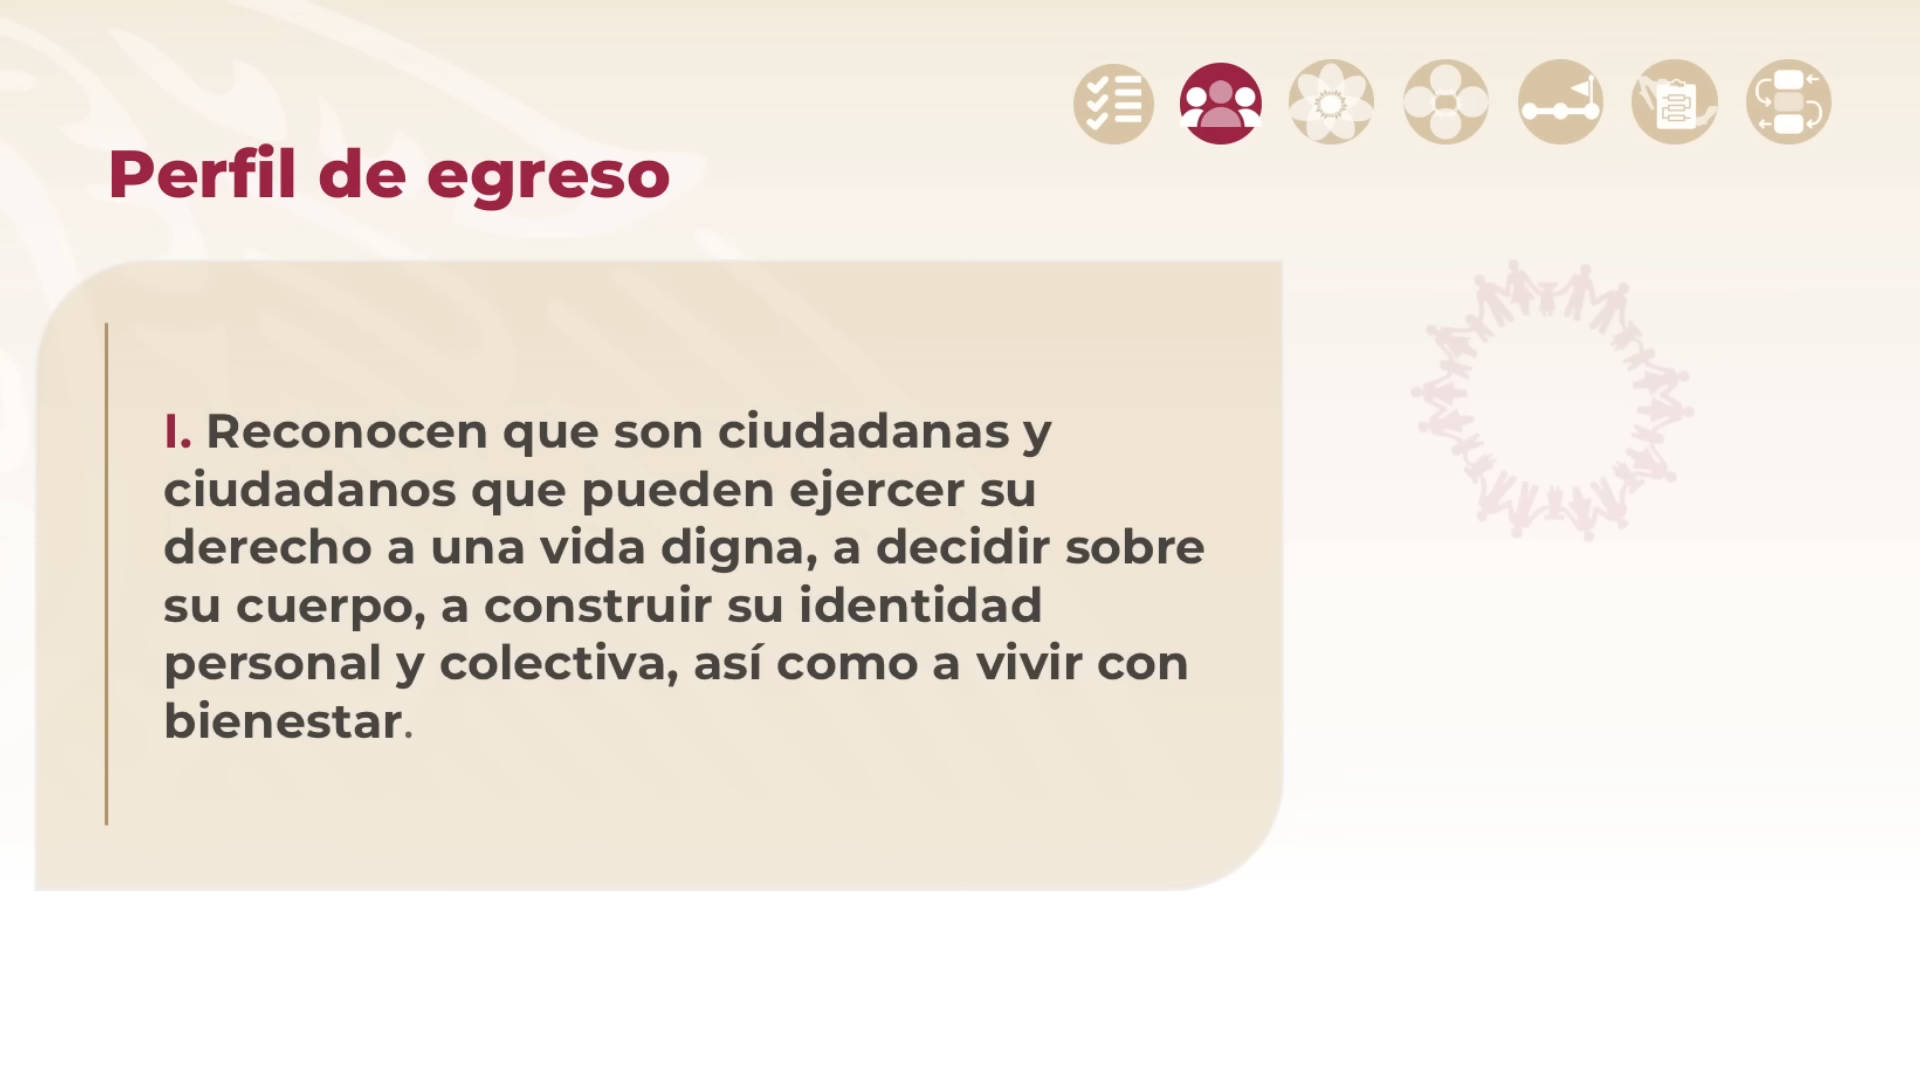 Perfil de egreso
I. Reconocen que son ciudadanas y
ciudadanos que pueden ejercer su
derecho a una vida digna, a decidir sobre
su cuerpo, a construir su identidad
personal y colectiva, así como a vivir con
bienestar.